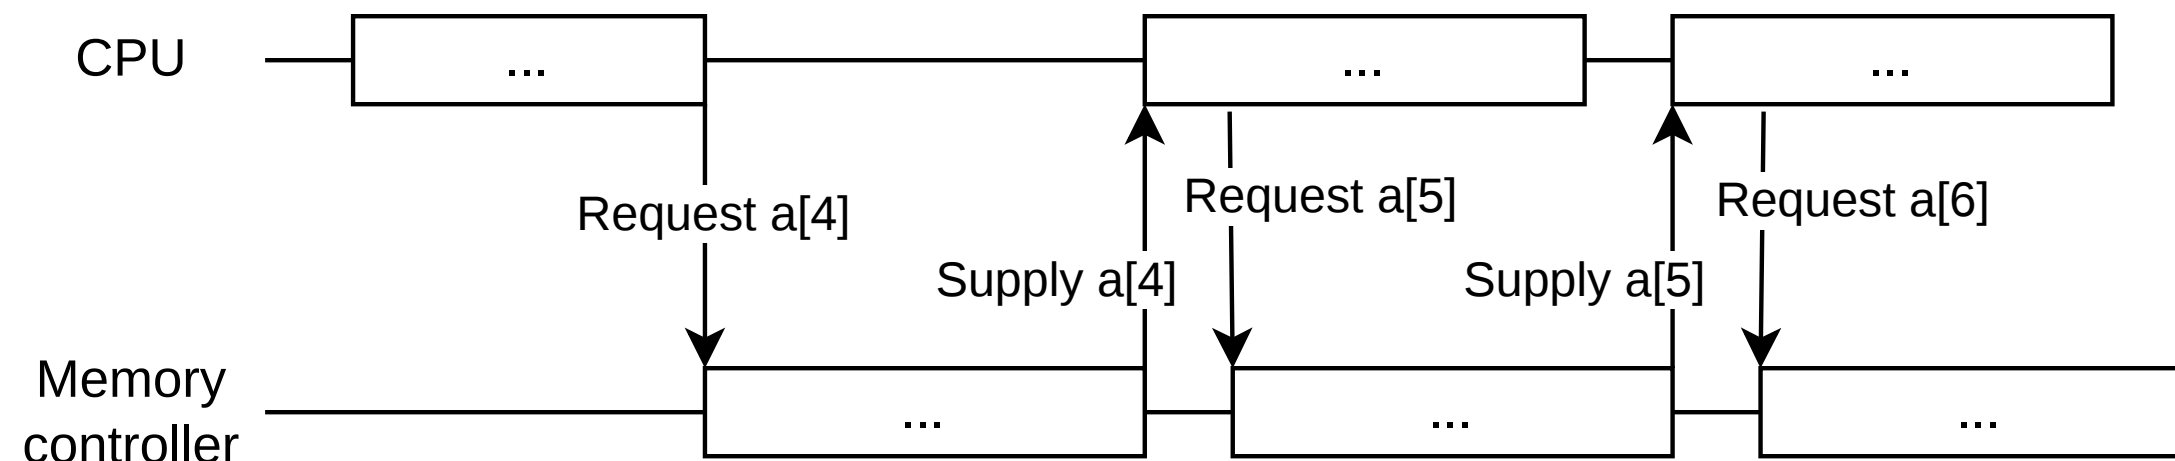 CPU
...
...
...
Request a[4]
Supply a[4]
Request a[5]
Supply a[5]
Request a[6]
Memory
controller
...
...
...